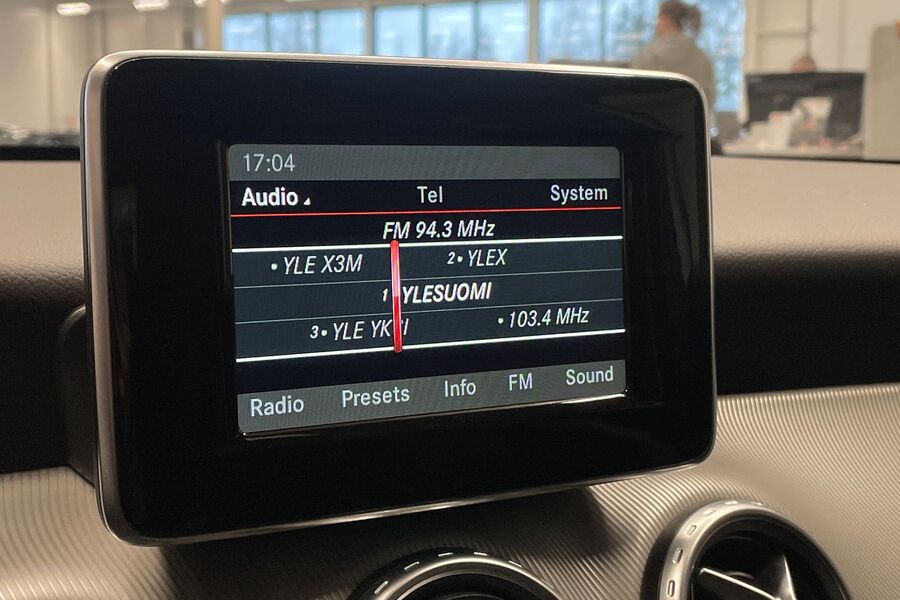 17:04
Audio Tel System
FM 94.3 MHz
• YLE X3M 2• YLEX
1 YLESUOMI
3• YLE YK I • 103.4 MHz
Radio Presets Info FM Sound